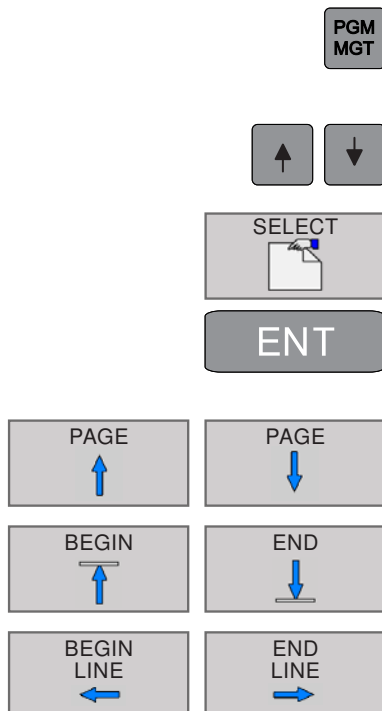 PGM
MGT
SELECT
ENT
PAGE
PAGE
BEGIN
END
BEGIN
LINE
END
LINE